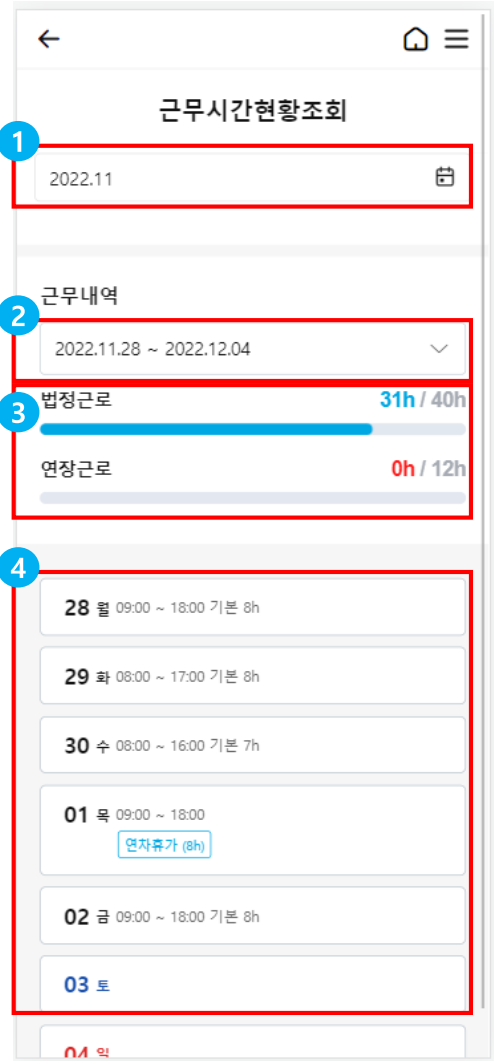 근무시간현황조회
1
2022.11
근무내역
2
2022.11.28 ~ 2022.12.04
3
법정근로 31h / 40h
연장근로 0h / 12h
4
28 월 09:00 ~ 18:00 기본 8h
29 화 08:00 ~ 17:00 기본 8h
30 수 08:00 ~ 16:00 기본 7h
01 목 09:00 ~ 18:00
연차휴가 (8h)
02 금 09:00 ~ 18:00 기본 8h
03 토
04 일